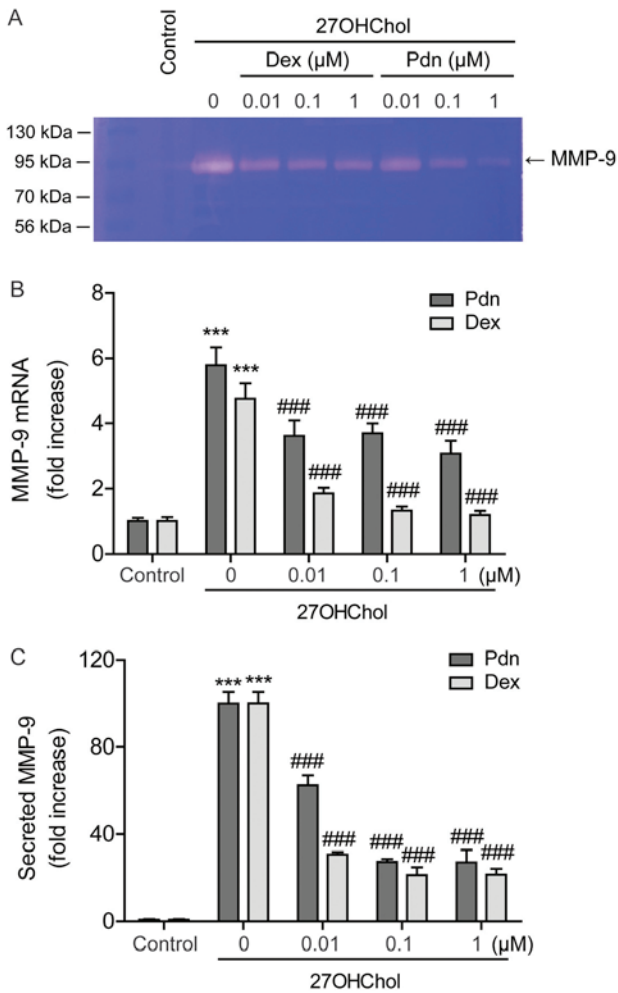 A
Control
27OHChol
Dex (μM) Pdn (μM)
0 0.01 0.1 1 0.01 0.1 1
130 kDa
95 kDa
← MMP-9
70 kDa
56 kDa
B
MMP-9 mRNA
(fold increase)
8
6
4
2
0
Pdn
Dex
*** *** ### ### ### ### ### ###
Control 0 0.01 0.1 1 (μM)
27OHChol
C
Secreted MMP-9
(fold increase)
120
80
40
0
Pdn
Dex
*** *** ### ### ### ### ### ###
Control 0 0.01 0.1 1 (μM)
27OHChol